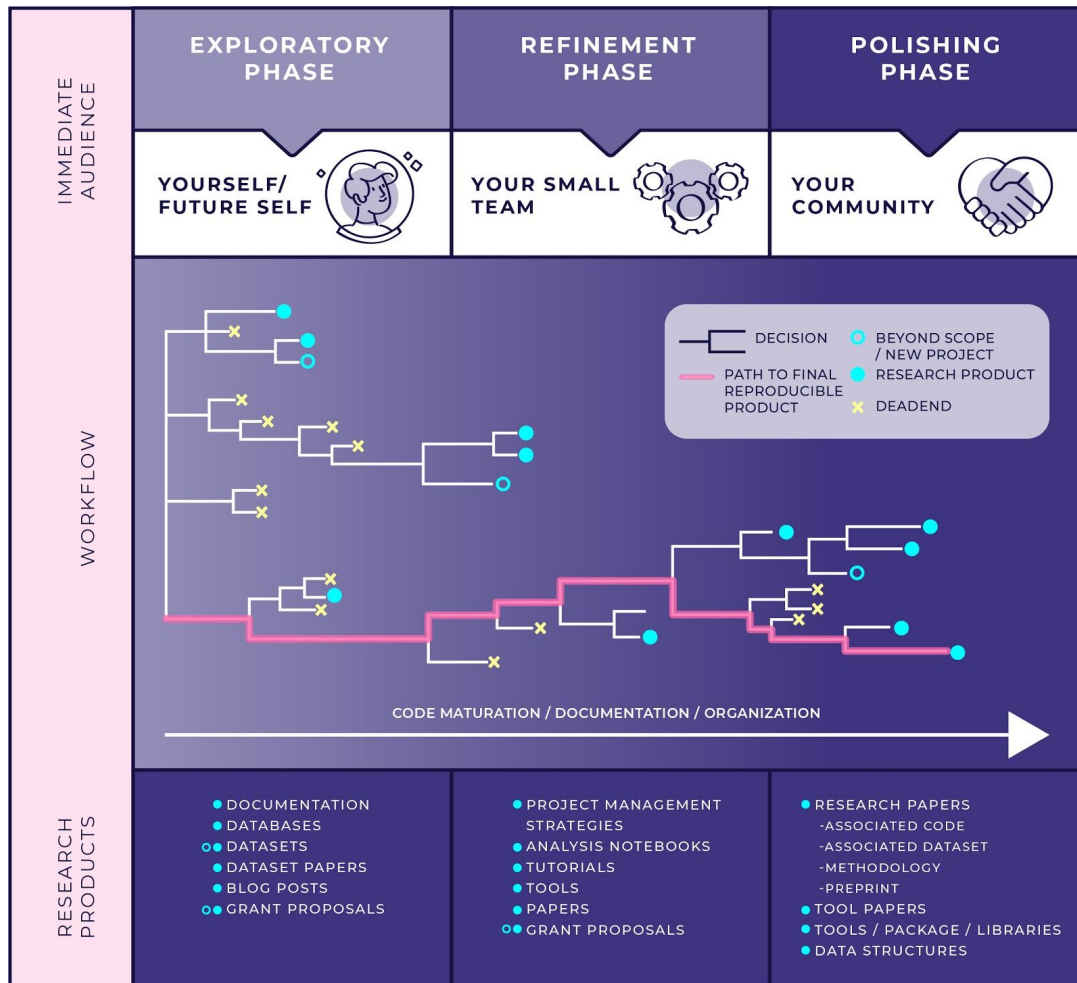 IMMEDIATE
AUDIENCE
EXPLORATORY
PHASE
REFINEMENT
PHASE
POLISHING
PHASE
YOURSELF/
FUTURE SELF
YOUR SMALL
TEAM
YOUR
COMMUNITY
WORKFLOW
DECISION
PATH TO FINAL
REPRODUCIBLE
PRODUCT
BEYOND SCOPE
/ NEW PROJECT
RESEARCH PRODUCT
DEADEND
CODE MATURATION / DOCUMENTATION / ORGANIZATION
RESEARCH
PRODUCTS
DOCUMENTATION
DATABASES
DATASETS
DATASET PAPERS
BLOG POSTS
GRANT PROPOSALS
PROJECT MANAGEMENT
STRATEGIES
ANALYSIS NOTEBOOKS
TUTORIALS
TOOLS
PAPERS
GRANT PROPOSALS
RESEARCH PAPERS
-ASSOCIATED CODE
-ASSOCIATED DATASET
-METHODOLOGY
-PREPRINT
TOOL PAPERS
TOOLS / PACKAGE / LIBRARIES
DATA STRUCTURES